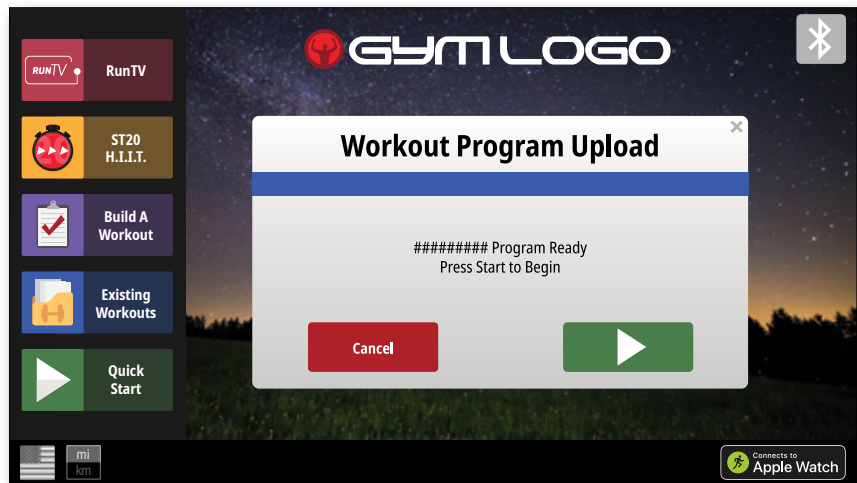 GYM LOGO
RUNTV
RunTV
ST20
H.I.I.T.
Build A
Workout
Existing
Workouts
Quick
Start
×
Workout Program Upload
######### Program Ready
Press Start to Begin
Cancel
mi
km
Connects to
Apple Watch